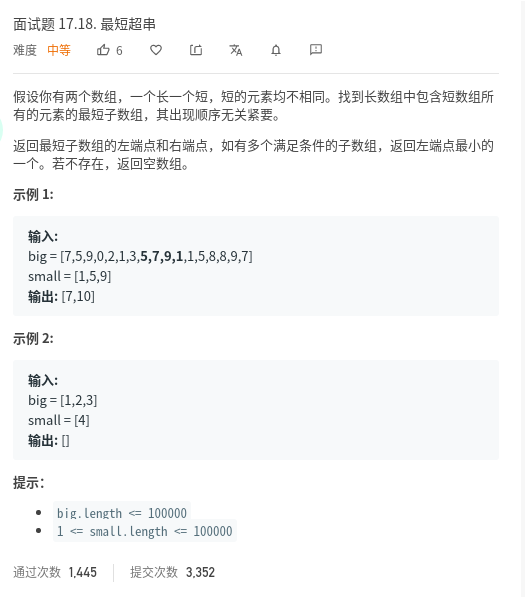 面试题 17.18. 最短超串
难度 中等 6
假设你有两个数组，一个长一个短，短的元素均不相同。找到长数组中包含短数组所
有的元素的最短子数组，其出现顺序无关紧要。
返回最短子数组的左端点和右端点，如有多个满足条件的子数组，返回左端点最小的
一个。若不存在，返回空数组。
示例 1:
输入:
big = [7,5,9,0,2,1,3,5,7,9,1,1,5,8,8,9,7]
small = [1,5,9]
输出: [7,10]
示例 2:
输入:
big = [1,2,3]
small = [4]
输出: []
提示：
big.length <= 100000
1 <= small.length <= 100000
通过次数 1,445 提交次数 3,352